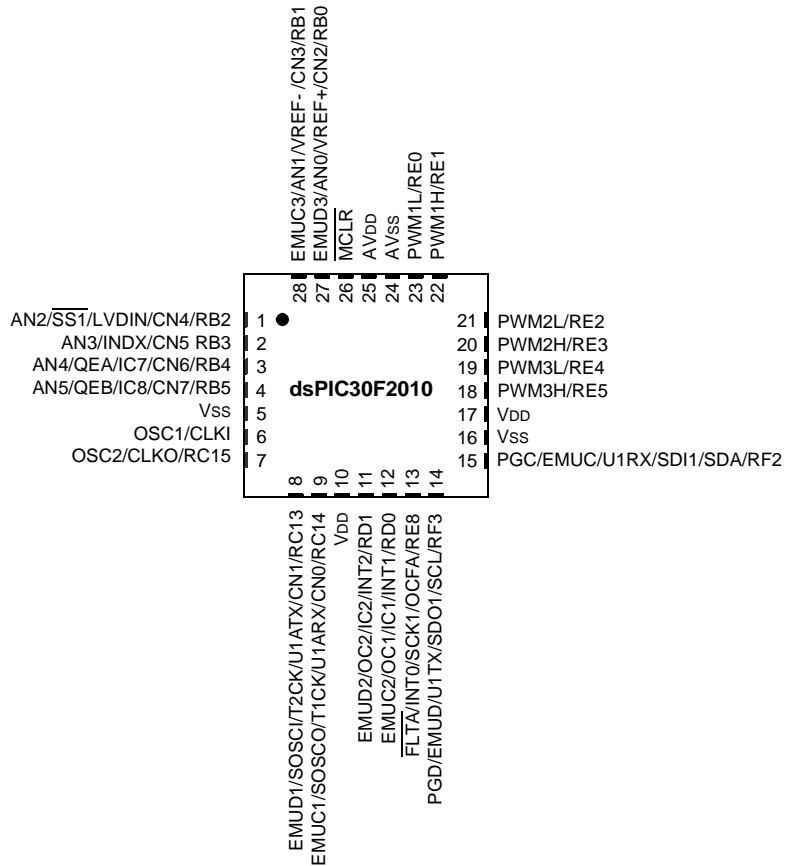 EMUC3/AN1/VREF- /CN3/RB1
EMUD3/AN0/VREF+/CN2/RB0
MCLR
AVDD
AVSS
PWM1L/RE0
PWM1H/RE1
28
27
26
25
24
23
22
AN2/SS1/LVDIN/CN4/RB2 1
AN3/INDX/CN5 RB3 2
AN4/QEA/IC7/CN6/RB4 3
AN5/QEB/IC8/CN7/RB5 4
VSS 5
OSC1/CLKI 6
OSC2/CLKO/RC15 7
dsPIC30F2010
21 PWM2L/RE2
20 PWM2H/RE3
19 PWM3L/RE4
18 PWM3H/RE5
17 VDD
16 VSS
15 PGC/EMUC/U1RX/SDI1/SDA/RF2
8
9
10
11
12
13
14
EMUD1/SOSCI/T2CK/U1ATX/CN1/RC13
EMUC1/SOSCO/T1CK/U1ARX/CN0/RC14
VDD
EMUD2/OC2/IC2/INT2/RD1
EMUC2/OC1/IC1/INT1/RD0
FLTA/INT0/SCK1/OCFA/RE8
PGD/EMUD/U1TX/SDO1/SCL/RF3